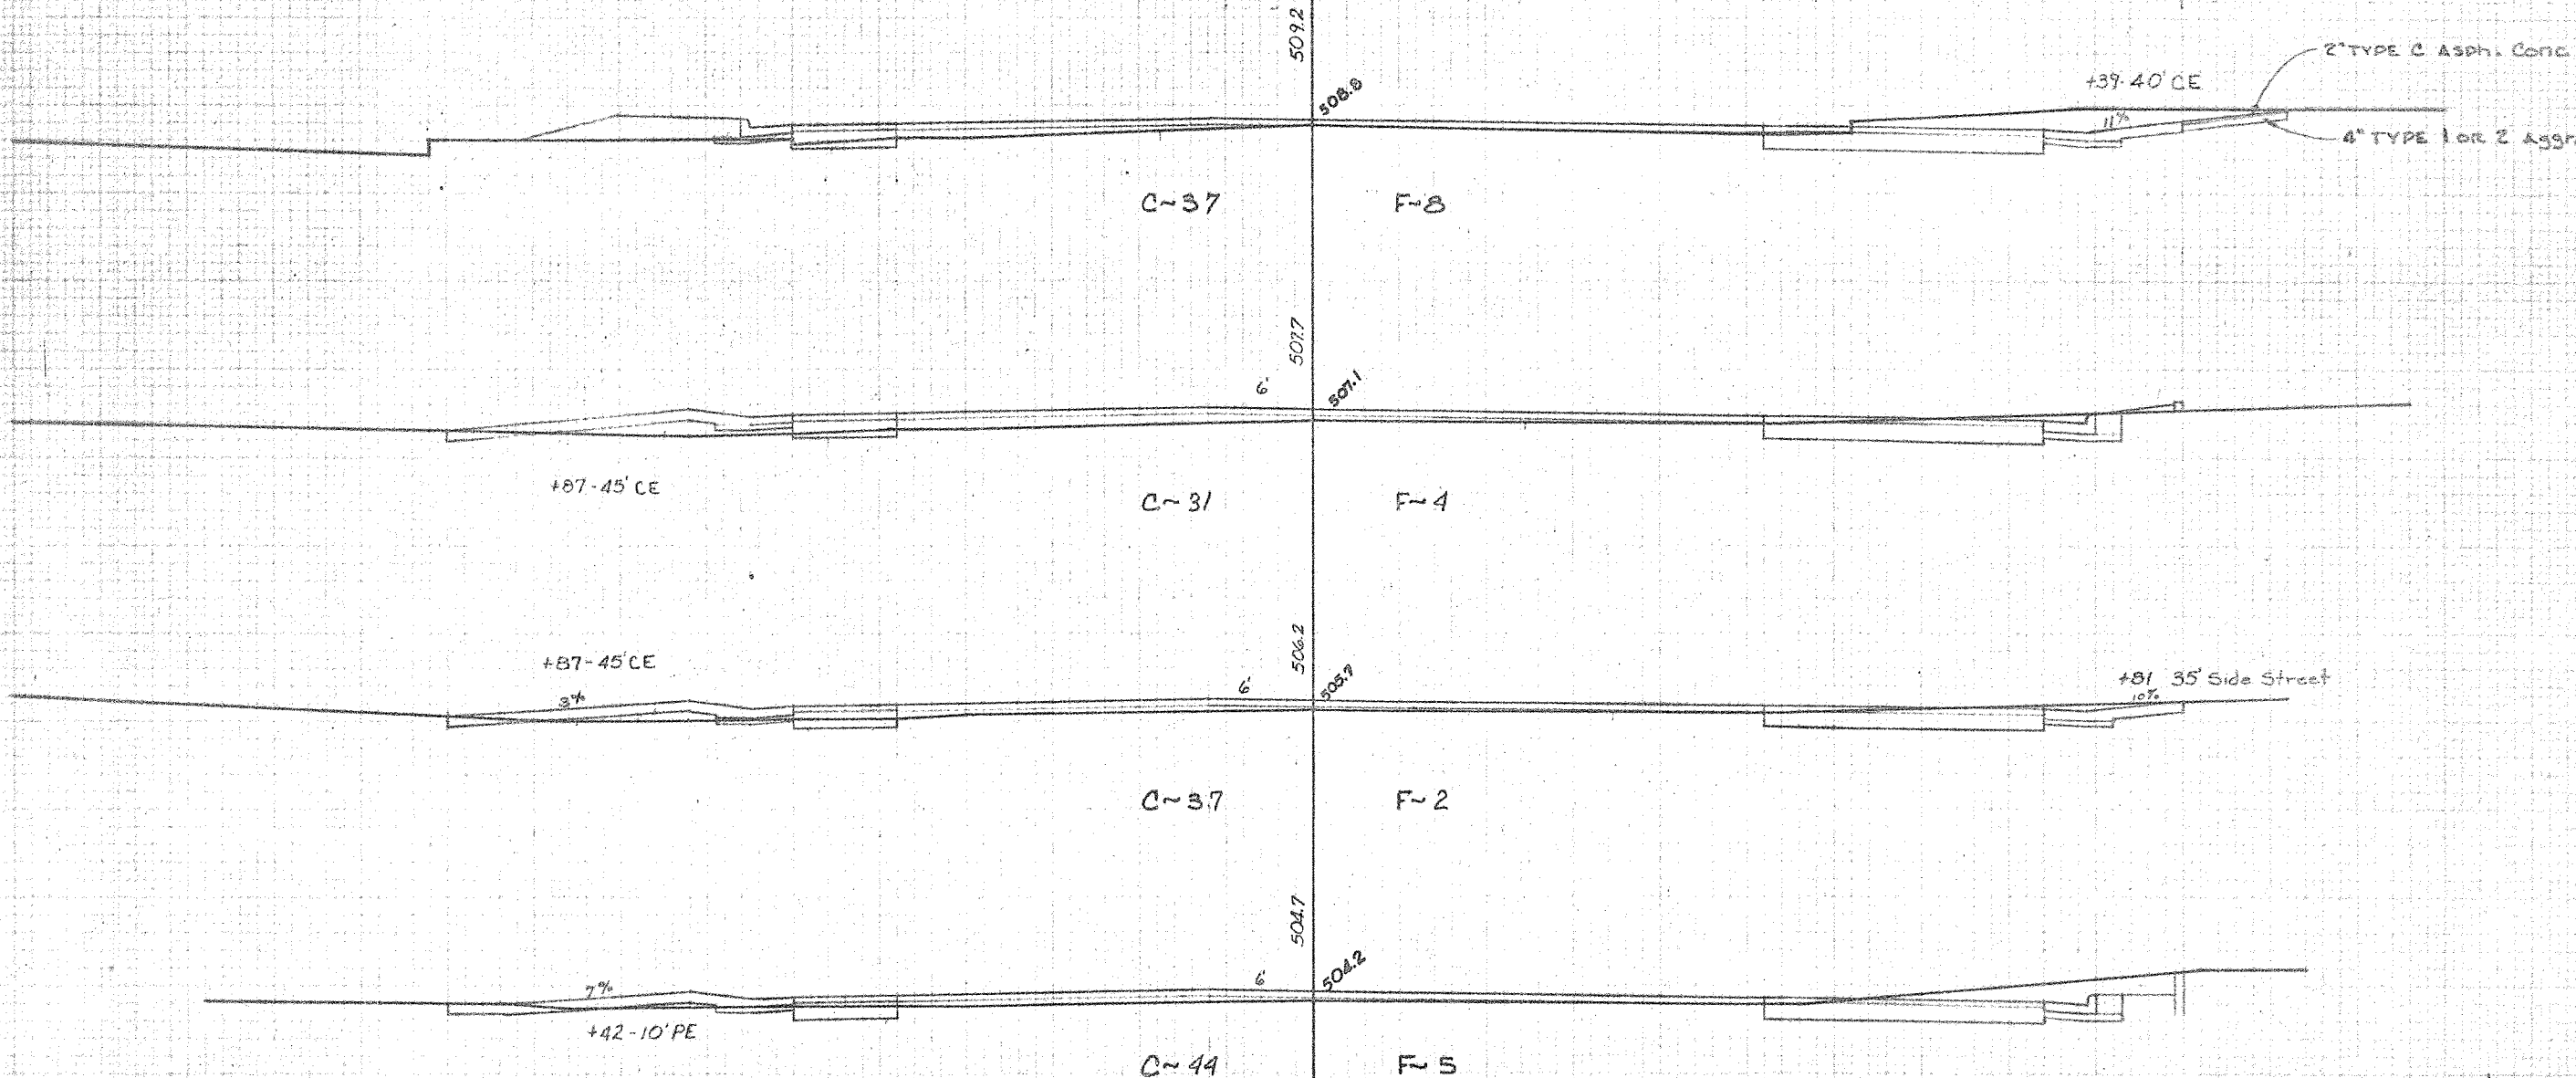 509.2
2" TYPE C Asph. Conc
+39-40' CE
508.8
11%
4" TYPE 1 OR 2 Aggr.
C~37 F~8
507.7
6' 507.1
+87-45' CE
C~31 F~4
506.2
+87-45' CE
3%
6' 505.7
+81 35' Side Street
10%
C~37 F~2
504.7
7%
6' 504.2
+42-10' PE
C~44 F~5